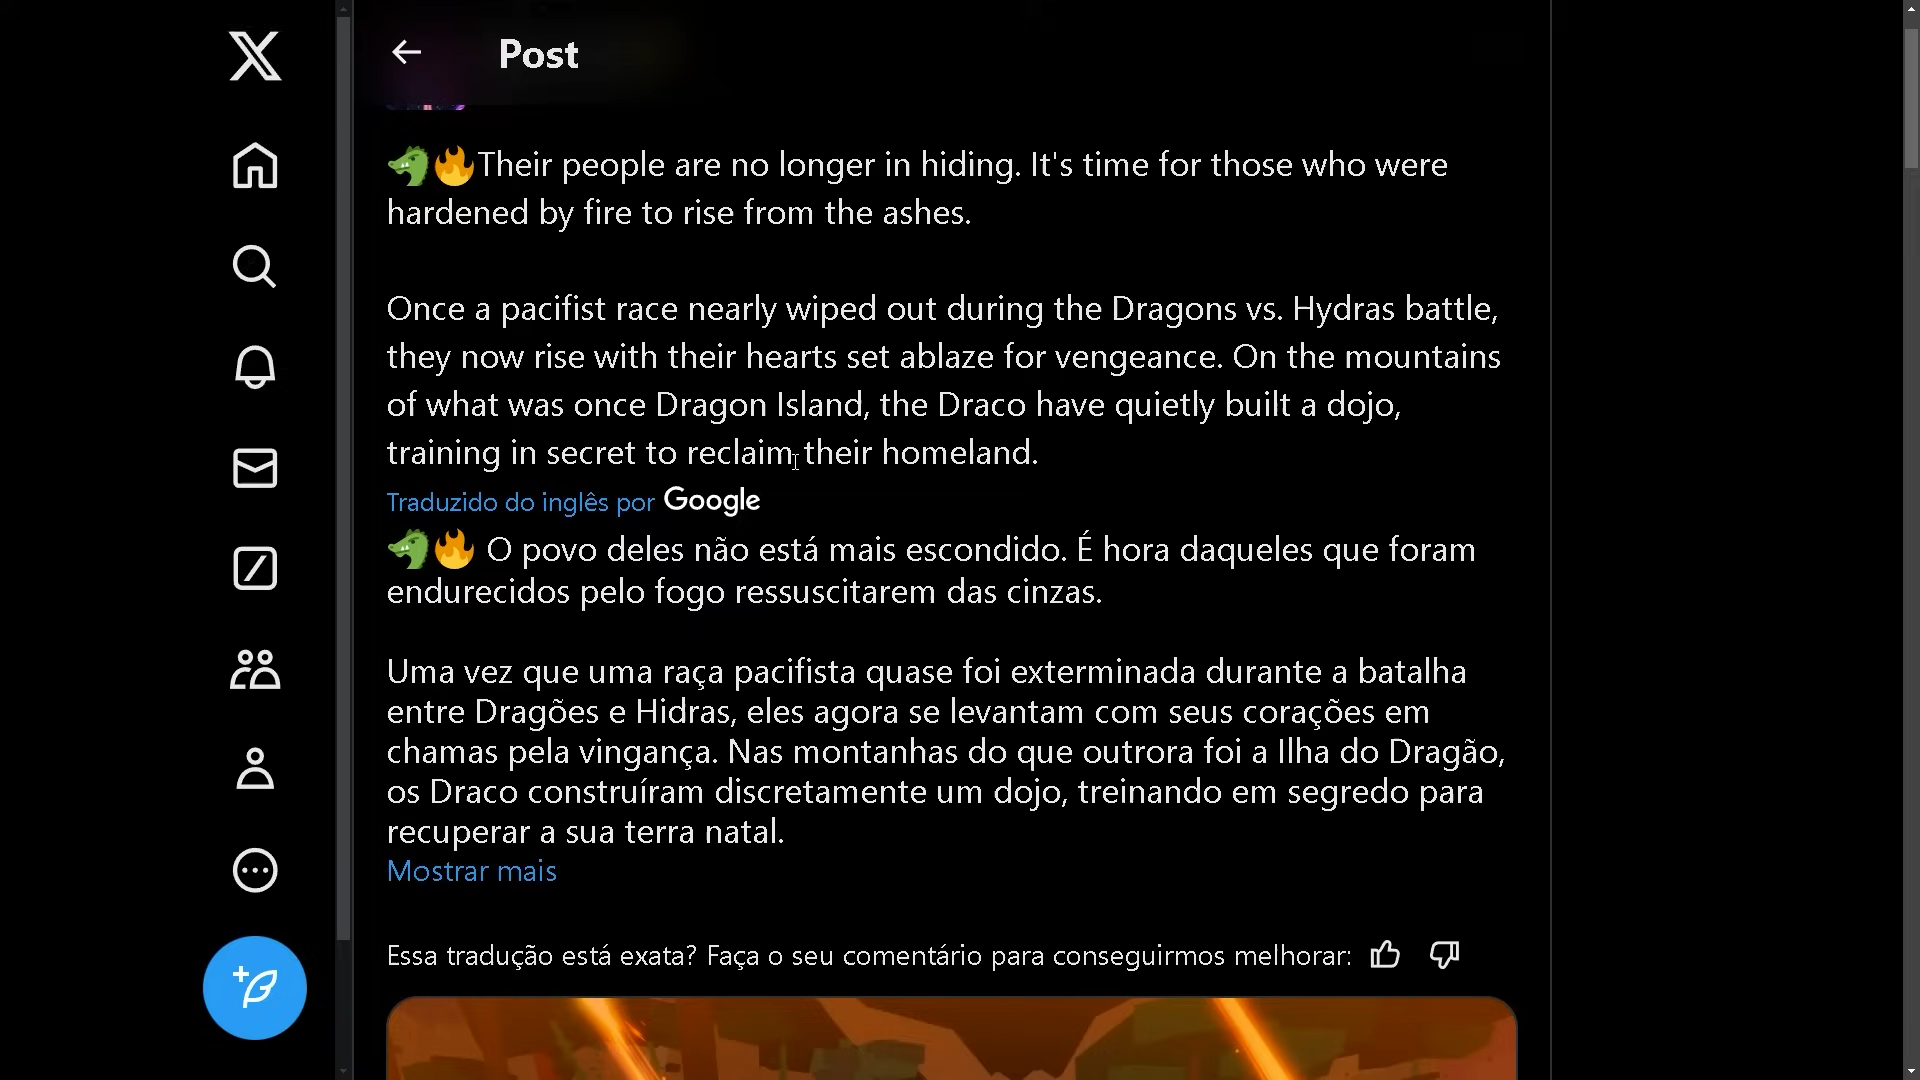 Post
🐲🔥Their people are no longer in hiding. It's time for those who were
hardened by fire to rise from the ashes.
Once a pacifist race nearly wiped out during the Dragons vs. Hydras battle,
they now rise with their hearts set ablaze for vengeance. On the mountains
of what was once Dragon Island, the Draco have quietly built a dojo,
training in secret to reclaim their homeland.
Traduzido do inglês por Google
🐲🔥 O povo deles não está mais escondido. É hora daqueles que foram
endurecidos pelo fogo ressuscitarem das cinzas.
Uma vez que uma raça pacifista quase foi exterminada durante a batalha
entre Dragões e Hidras, eles agora se levantam com seus corações em
chamas pela vingança. Nas montanhas do que outrora foi a Ilha do Dragão,
os Draco construíram discretamente um dojo, treinando em segredo para
recuperar a sua terra natal.
Mostrar mais
Essa tradução está exata? Faça o seu comentário para conseguirmos melhorar: